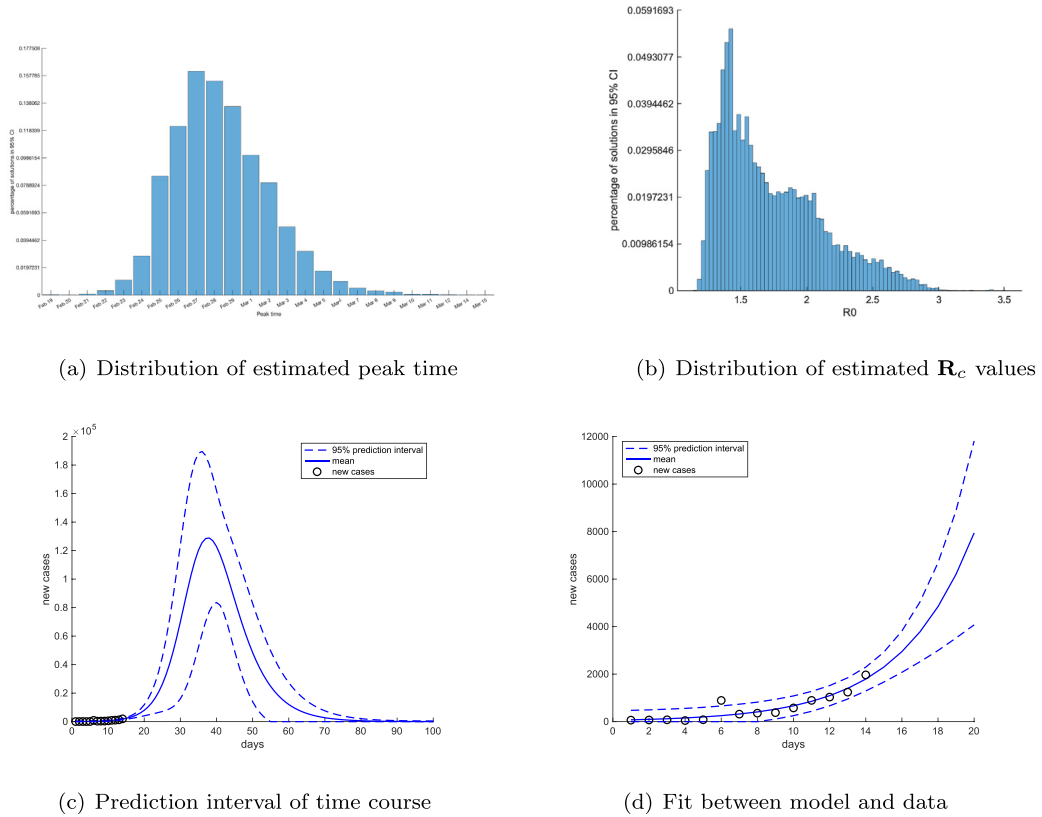 0.177508
0.157785
0.138062
0.118339
0.0986154
0.0788924
0.0591693
0.0394462
0.0197231
0
percentage of solutions in 95% CI
Feb 19
Feb 20
Feb 21
Feb 22
Feb 23
Feb 24
Feb 25
Feb 26
Feb 27
Feb 28
Feb 29
Mar 1
Mar 2
Mar 3
Mar 4
Mar 5
Mar 7
Mar 8
Mar 9
Mar 10
Mar 11
Mar 12
Mar 14
Mar 15
Peak time
0.0591693
0.0493077
0.0394462
0.0295846
0.0197231
0.00986154
0
percentage of solutions in 95% CI
1.5 2 2.5 3 3.5
R0
(a) Distribution of estimated peak time
(b) Distribution of estimated Rc values
×10^5
2
1.8
1.6
1.4
1.2
1
0.8
0.6
0.4
0.2
0
new cases
95% prediction interval
mean
new cases
0 10 20 30 40 50 60 70 80 90 100
days
12000
10000
8000
6000
4000
2000
0
new cases
95% prediction interval
mean
new cases
0 2 4 6 8 10 12 14 16 18 20
days
(c) Prediction interval of time course
(d) Fit between model and data